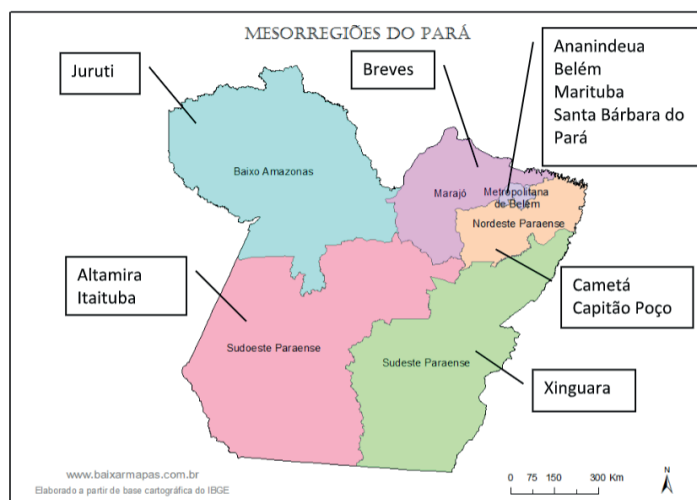 MESORREGIÕES DO PARÁ
Juruti
Breves
Ananindeua
Belém
Marituba
Santa Bárbara do
Pará
Baixo Amazonas
Marajó
Metropolitana
de Belém
Nordeste Paraense
Altamira
Itaituba
Cametá
Capitão Poço
Sudoeste Paraense
Sudeste Paraense
Xinguara
www.baixarmapas.com.br
Elaborado a partir de base cartográfica do IBGE
0 75 150 300 Km
N